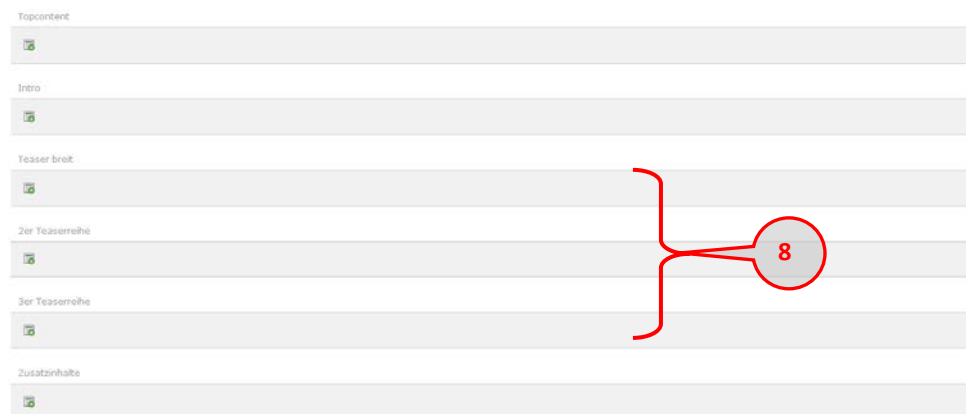 Topcontent
Intro
Teaser breit
2er Teaserreihe
8
3er Teaserreihe
Zusatzinhalte